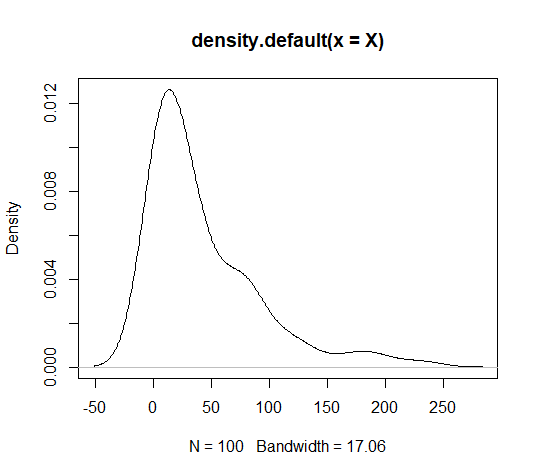 density.default(x = X)
Density
0.012
0.008
0.004
0.000
-50 0 50 100 150 200 250
N = 100 Bandwidth = 17.06